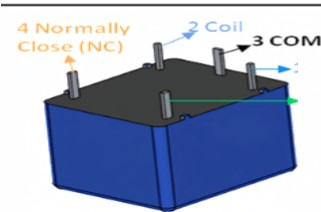 2 Coil
4 Normally
Close (NC)
3 COM